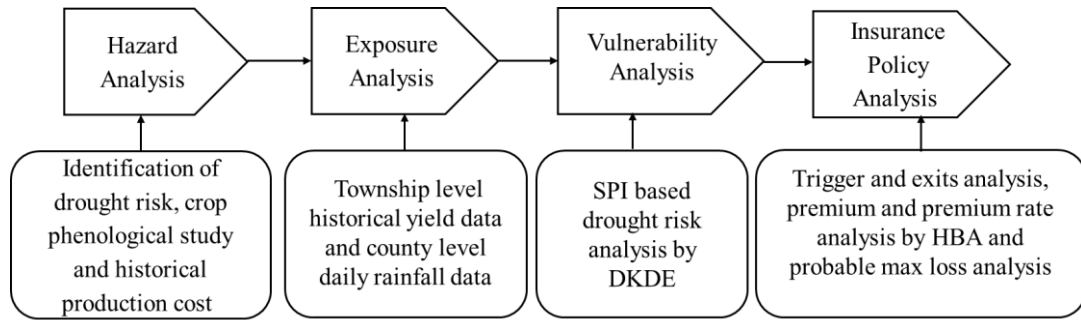 Hazard
Analysis
Exposure
Analysis
Vulnerability
Analysis
Insurance
Policy
Analysis
Identification of
drought risk, crop
phenological study
and historical
production cost
Township level
historical yield data
and county level
daily rainfall data
SPI based
drought risk
analysis by
DKDE
Trigger and exits analysis,
premium and premium rate
analysis by HBA and
probable max loss analysis